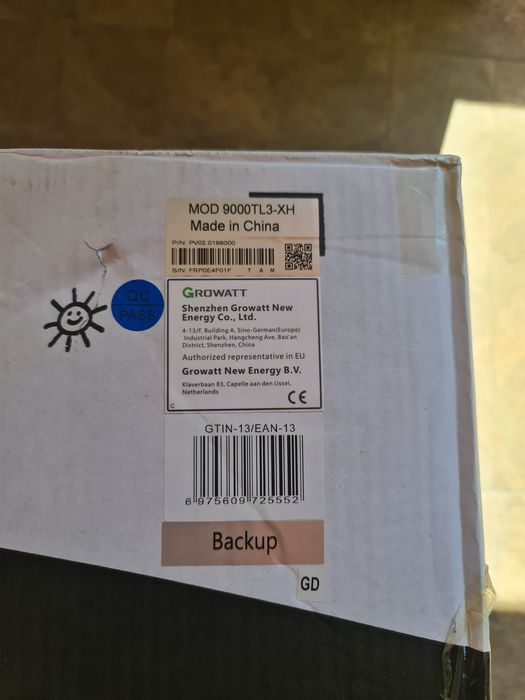 MOD 9000TL3-XH
Made in China
P/N: PV02.0198000
S/N: FRP0E4F01F T A M
QC
PASS
GROWATT
Shenzhen Growatt New
Energy Co., Ltd.
4-13/F, Building A, Sino-German(Europe)
Industrial Park, Hangcheng Ave, Bao'an
District, Shenzhen, China
Authorized representative in EU
Growatt New Energy B.V.
Klaverbaan 83, Capelle aan den IJssel,
Netherlands
C
CE
GTIN-13/EAN-13
6 975609 725552
Backup
GD